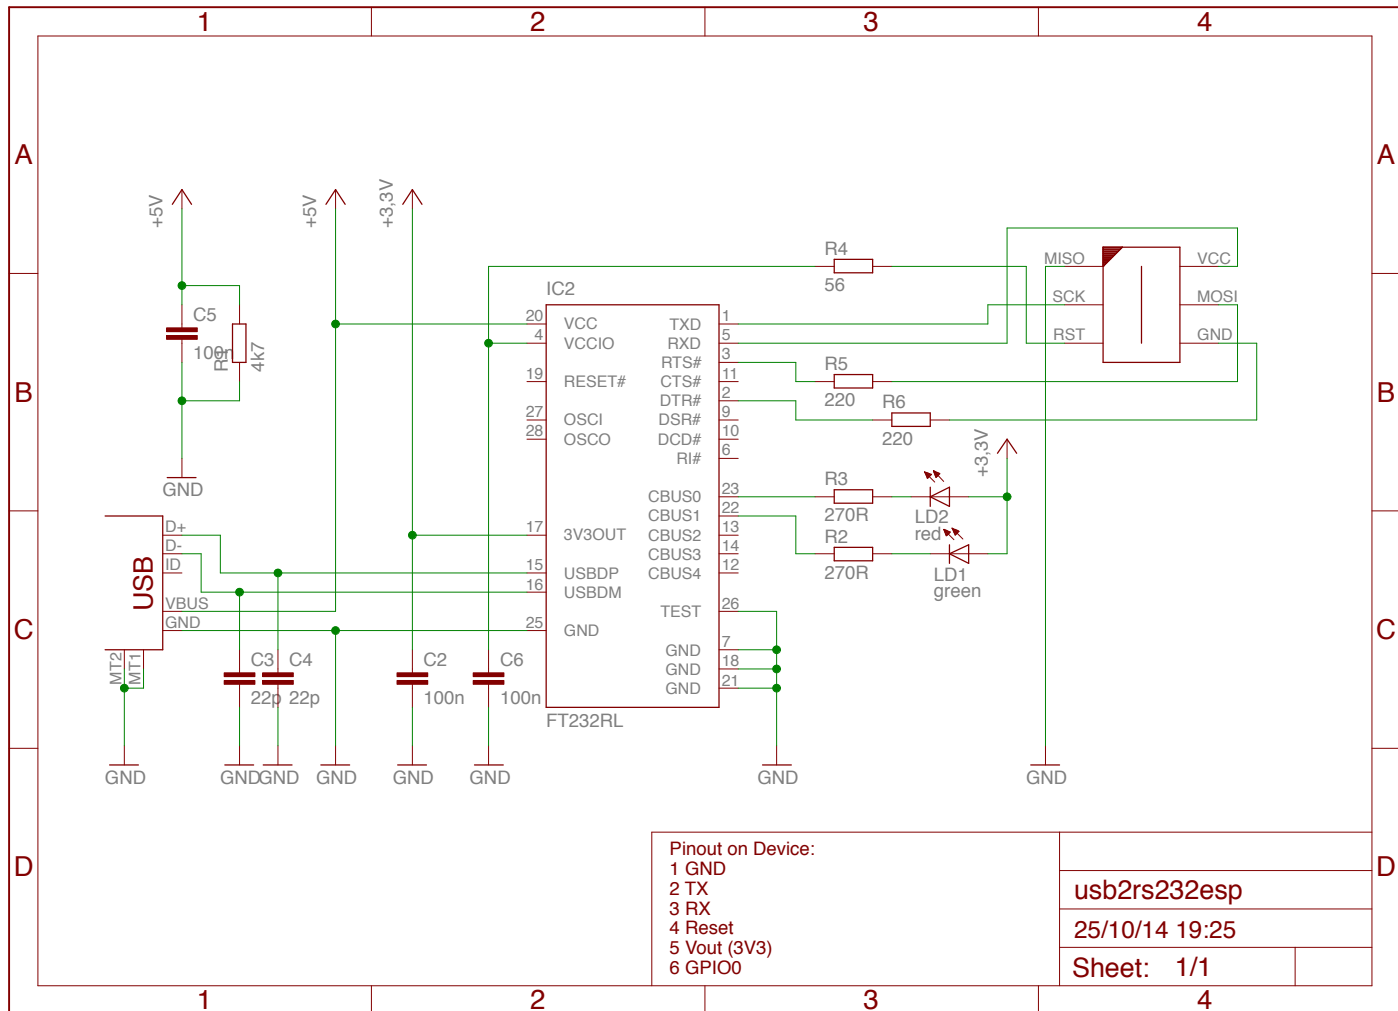 1 2 3 4
A A
B B
C C
D D
1 2 3 4
+5V
C5
100n
4k7
GND
+5V
+3,3V
USB
D+
D-
ID
VBUS
GND
MT2
MT1
GND
C3
22p
C4
22p
GND
GND
GND
C2
100n
GND
C6
100n
GND
IC2
20 VCC
4 VCCIO
19 RESET#
27 OSCI
28 OSCO
17 3V3OUT
15 USBDP
16 USBDM
25 GND
TXD 1
RXD 5
RTS# 3
CTS# 11
DTR# 2
DSR# 9
DCD# 10
RI# 6
CBUS0 23
CBUS1 22
CBUS2 13
CBUS3 14
CBUS4 12
TEST 26
GND 7
GND 18
GND 21
FT232RL
GND
R4
56
R5
220
R6
220
R3
270R
R2
270R
LD2
red
LD1
green
+3,3V
MISO
SCK
RST
VCC
MOSI
GND
GND
Pinout on Device:
1 GND
2 TX
3 RX
4 Reset
5 Vout (3V3)
6 GPIO0
usb2rs232esp
25/10/14 19:25
Sheet: 1/1